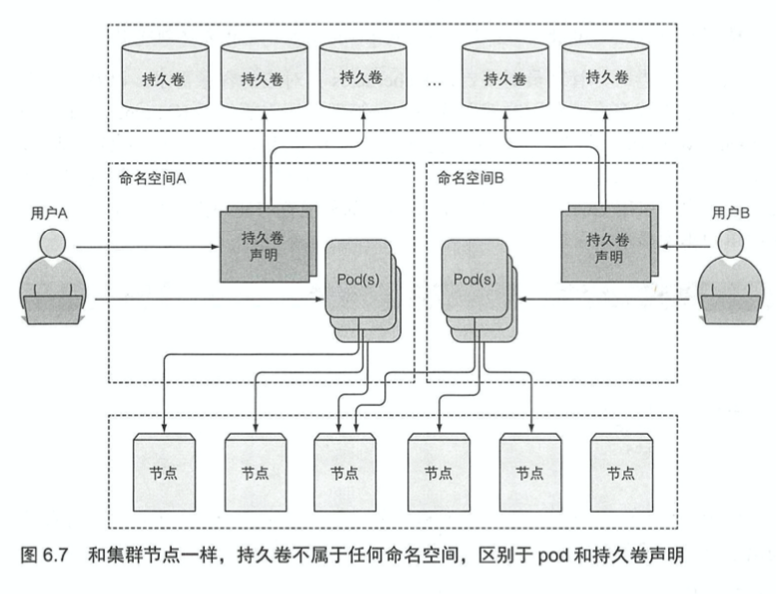 持久卷 持久卷 持久卷 ... 持久卷 持久卷
命名空间A
命名空间B
用户A
用户B
持久卷
声明
持久卷
声明
Pod(s)
Pod(s)
节点 节点 节点 节点 节点 节点
图 6.7 和集群节点一样，持久卷不属于任何命名空间，区别于 pod 和持久卷声明